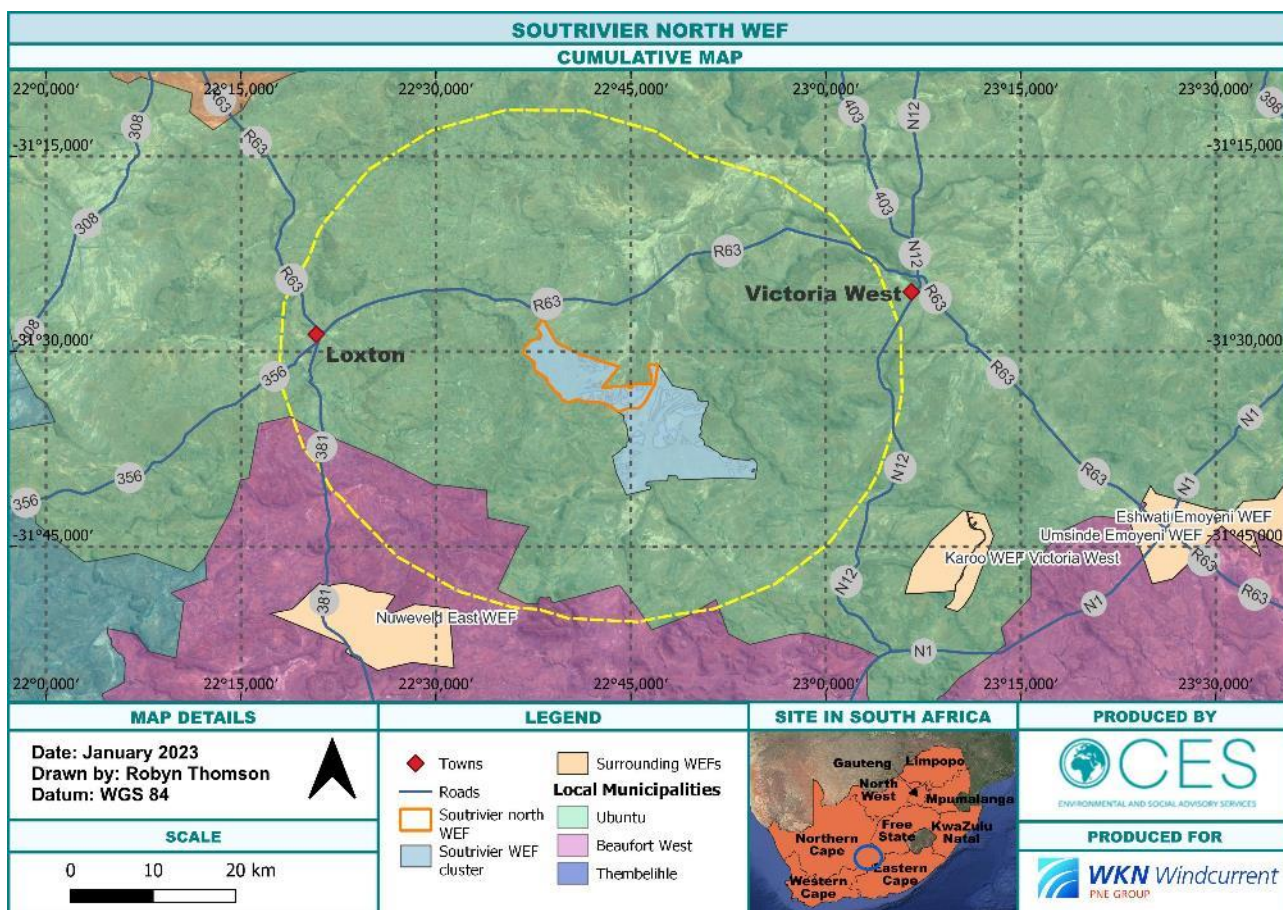 SOUTRIVIER NORTH WEF
CUMULATIVE MAP
22°0,000' 22°15,000' 22°30,000' 22°45,000' 23°0,000' 23°15,000' 23°30,000'
308
R63
403
N12
398
-31°15,000' -31°15,000'
308
403
R63
N12
R63
Victoria West
R63
R63
308
-31°30,000' -31°30,000'
Loxton
356
R63
381
356
356
N12
R63
N1
Eshwati Emoyeni WEF
Umsinde Emoyeni WEF
-31°45,000' -31°45,000'
Karoo WEF Victoria West
R63
N12
381
Nuweveld East WEF
N1
R63
N1
22°0,000' 22°15,000' 22°30,000' 22°45,000' 23°0,000' 23°15,000' 23°30,000'
MAP DETAILS
Date: January 2023
Drawn by: Robyn Thomson
Datum: WGS 84
SCALE
0 10 20 km
LEGEND
Towns
Roads
Soutrivier north
WEF
Soutrivier WEF
cluster
Surrounding WEFs
Local Municipalities
Ubuntu
Beaufort West
Thembelihle
SITE IN SOUTH AFRICA
Gauteng
Limpopo
North
West
Mpumalanga
Free
State
KwaZulu
Natal
Northern
Cape
Eastern
Cape
Western
Cape
PRODUCED BY
CES
ENVIRONMENTAL AND SOCIAL ADVISORY SERVICES
PRODUCED FOR
WKN Windcurrent
PNE GROUP